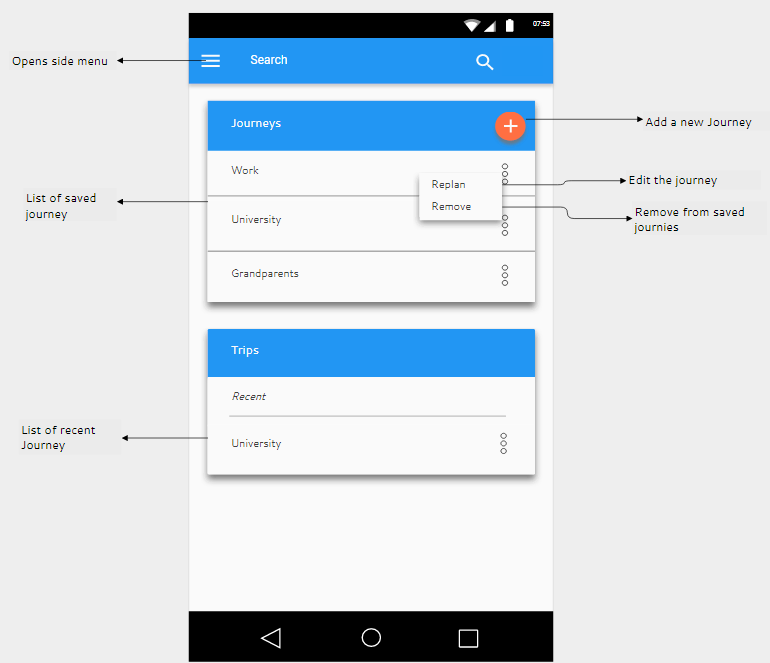 07:53
Opens side menu
Search
Journeys
Add a new Journey
Work
Replan
Edit the journey
List of saved
journey
Remove
Remove from saved
journies
University
Grandparents
Trips
Recent
List of recent
Journey
University